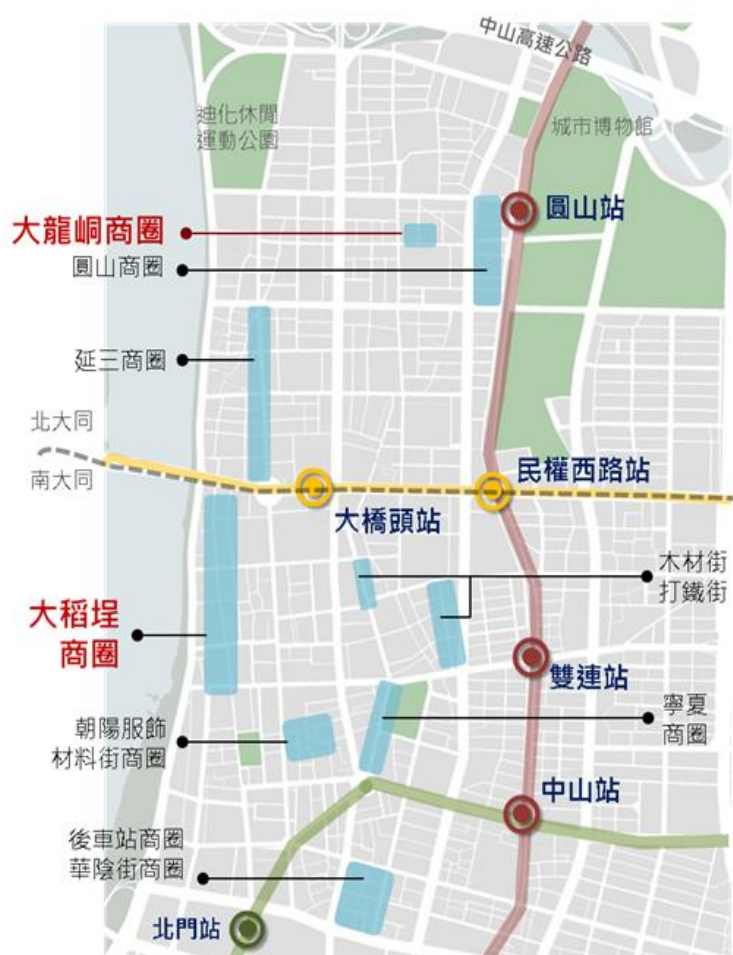 中山高速公路
迪化休閒
運動公園
城市博物館
圓山站
大龍峒商圈
圓山商圈
延三商圈
北大同
南大同
民權西路站
大橋頭站
木材街
打鐵街
大稻埕
商圈
雙連站
寧夏
商圈
朝陽服飾
材料街商圈
中山站
後車站商圈
華陰街商圈
北門站